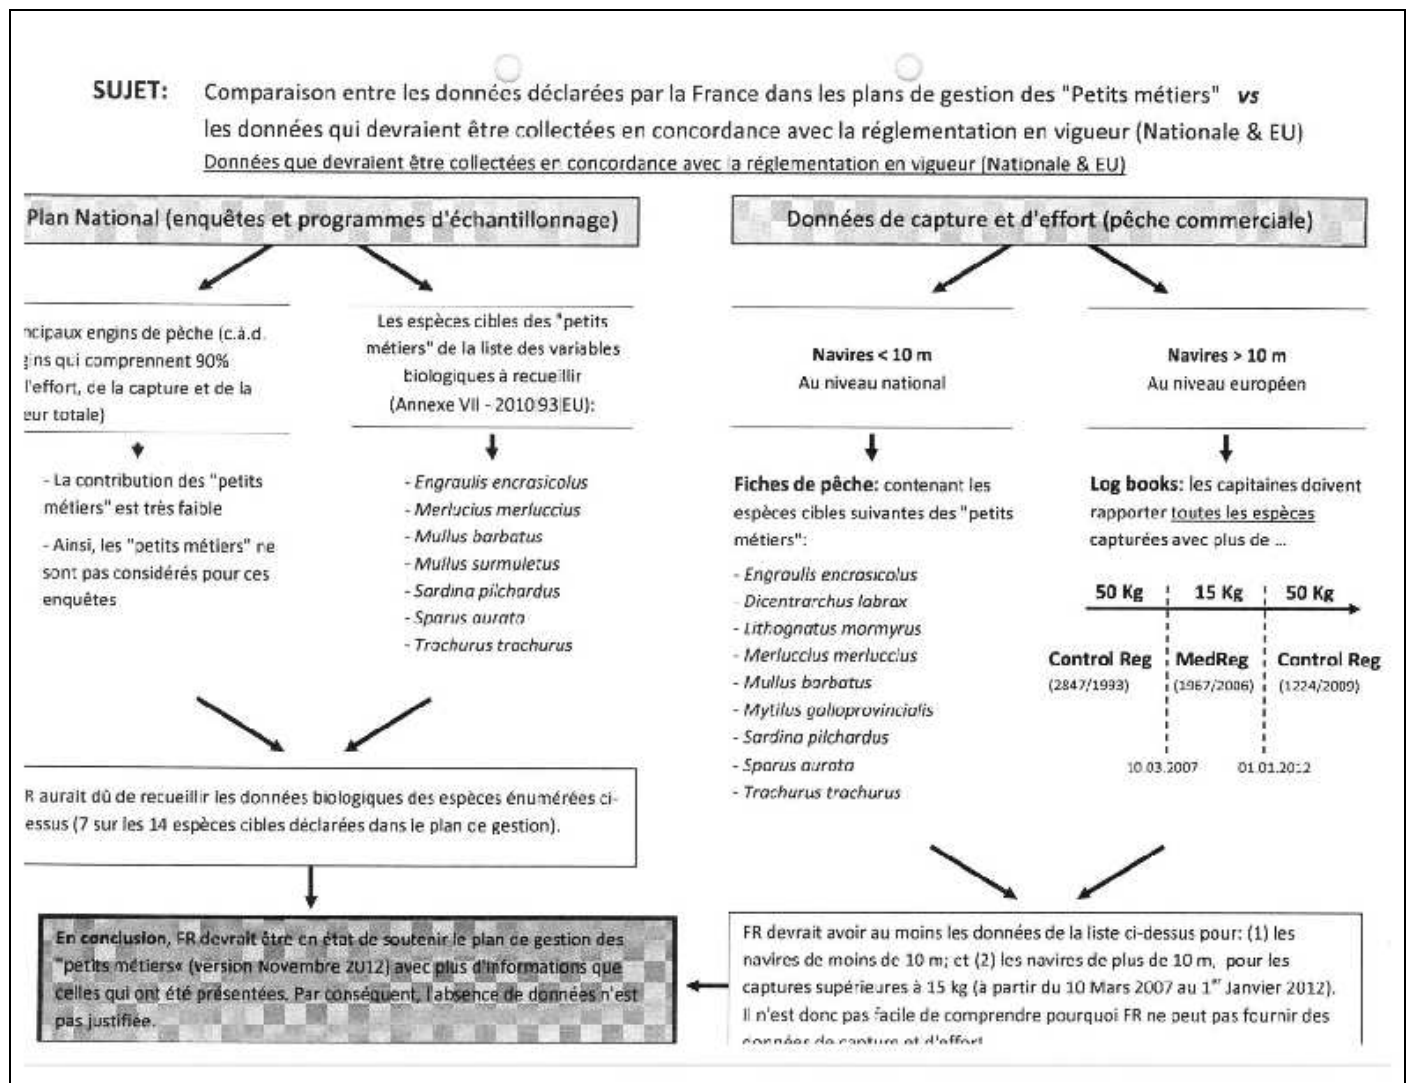 SUJET: Comparaison entre les données déclarées par la France dans les plans de gestion des "Petits métiers" vs
les données qui devraient être collectées en concordance avec la réglementation en vigueur (Nationale & EU)
Données que devraient être collectées en concordance avec la réglementation en vigueur (Nationale & EU)
Plan National (enquêtes et programmes d'échantillonnage)
ncipaux engins de pêche (c.à.d.
gins qui comprennent 90%
l'effort, de la capture et de la
eur totale)
- La contribution des "petits
métiers" est très faible
- Ainsi, les "petits métiers" ne
sont pas considérés pour ces
enquêtes
Les espèces cibles des "petits
métiers" de la liste des variables
biologiques à recueillir
(Annexe VII - 2010 93 EU):
- Engraulis encrasicolus
- Merlucius merluccius
- Mullus barbatus
- Mullus surmuletus
- Sardina pilchardus
- Sparus aurata
- Trachurus trachurus
R aurait dû de recueillir les données biologiques des espèces énumérées ci-
essus (7 sur les 14 espèces cibles déclarées dans le plan de gestion).
En conclusion, FR devrait être en état de soutenir le plan de gestion des
"petits métiers« (version Novembre 2012) avec plus d'informations que
celles qui ont été présentées. Par conséquent, l'absence de données n'est
pas justifiée.
Données de capture et d'effort (pêche commerciale)
Navires < 10 m
Au niveau national
Fiches de pêche: contenant les
espèces cibles suivantes des "petits
métiers":
- Engraulis encrasicolus
- Dicentrarchus labrax
- Lithognatus mormyrus
- Merluccius merluccius
- Mullus barbatus
- Mytilus galloprovincialis
- Sardina pilchardus
- Sparus aurata
- Trachurus trachurus
Navires > 10 m
Au niveau européen
Log books: les capitaines doivent
rapporter toutes les espèces
capturées avec plus de ...
50 Kg 15 Kg 50 Kg
Control Reg MedReg Control Reg
(2847/1993) (1967/2006) (1224/2009)
10.03.2007 01.01.2012
FR devrait avoir au moins les données de la liste ci-dessus pour: (1) les
navires de moins de 10 m; et (2) les navires de plus de 10 m, pour les
captures supérieures à 15 kg (à partir du 10 Mars 2007 au 1er Janvier 2012).
Il n'est donc pas facile de comprendre pourquoi FR ne peut pas fournir des
données de capture et d'effort